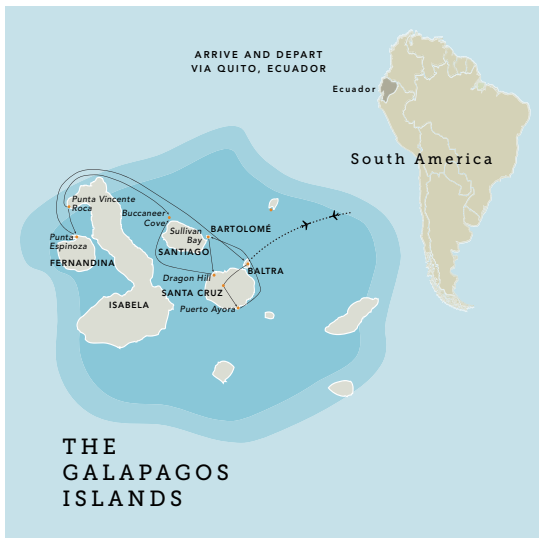 ARRIVE AND DEPART
VIA QUITO, ECUADOR
Ecuador
South America
Punta Vincente
Roca
Buccaneer
Cove
Sullivan
Bay
BARTOLOMÉ
Punta
Espinoza
SANTIAGO
FERNANDINA
BALTRA
Dragon Hill
SANTA CRUZ
ISABELA
Puerto Ayora
THE
GALAPAGOS
ISLANDS